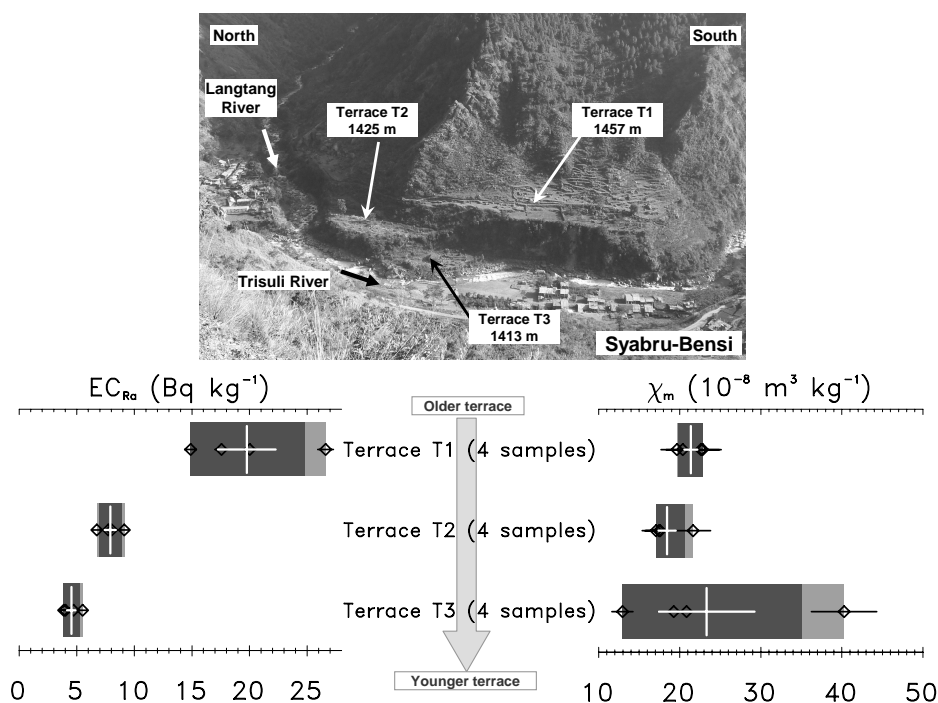 North
South
Langtang
River
Terrace T2
1425 m
Terrace T1
1457 m
Trisuli River
Terrace T3
1413 m
Syabru-Bensi
EC_Ra (Bq kg⁻¹)
χ_m (10⁻⁸ m³ kg⁻¹)
Older terrace
Terrace T1 (4 samples)
Terrace T2 (4 samples)
Terrace T3 (4 samples)
Younger terrace
0 5 10 15 20 25
10 20 30 40 50